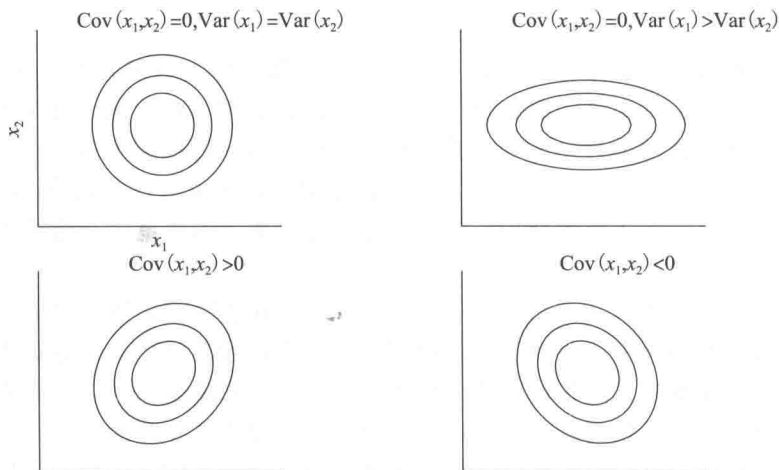 Cov(x₁,x₂)=0,Var(x₁)=Var(x₂)
Cov(x₁,x₂)=0,Var(x₁)>Var(x₂)
x₂
x₁
Cov(x₁,x₂)>0
Cov(x₁,x₂)<0